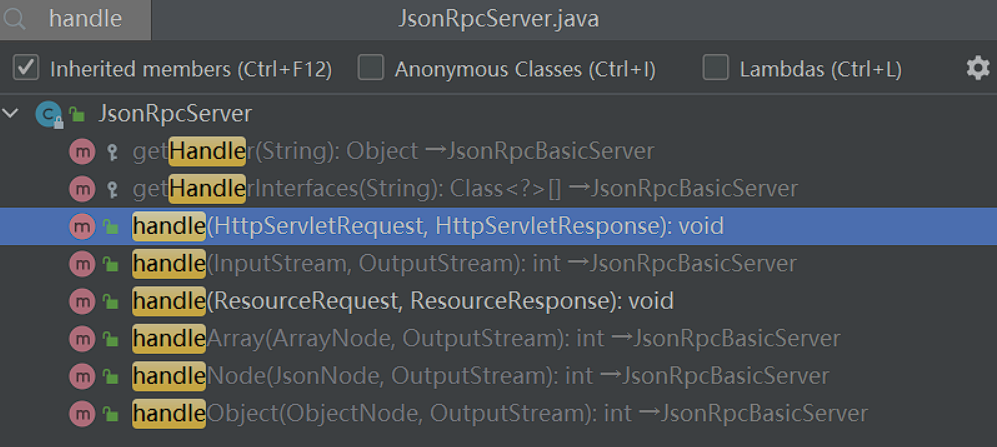 handle JsonRpcServer.java
Inherited members (Ctrl+F12) Anonymous Classes (Ctrl+I) Lambdas (Ctrl+L)
C JsonRpcServer
m getHandler(String): Object →JsonRpcBasicServer
m getHandlerInterfaces(String): Class<?>[] →JsonRpcBasicServer
m handle(HttpServletRequest, HttpServletResponse): void
m handle(InputStream, OutputStream): int →JsonRpcBasicServer
m handle(ResourceRequest, ResourceResponse): void
m handleArray(ArrayNode, OutputStream): int →JsonRpcBasicServer
m handleNode(JsonNode, OutputStream): int →JsonRpcBasicServer
m handleObject(ObjectNode, OutputStream): int →JsonRpcBasicServer